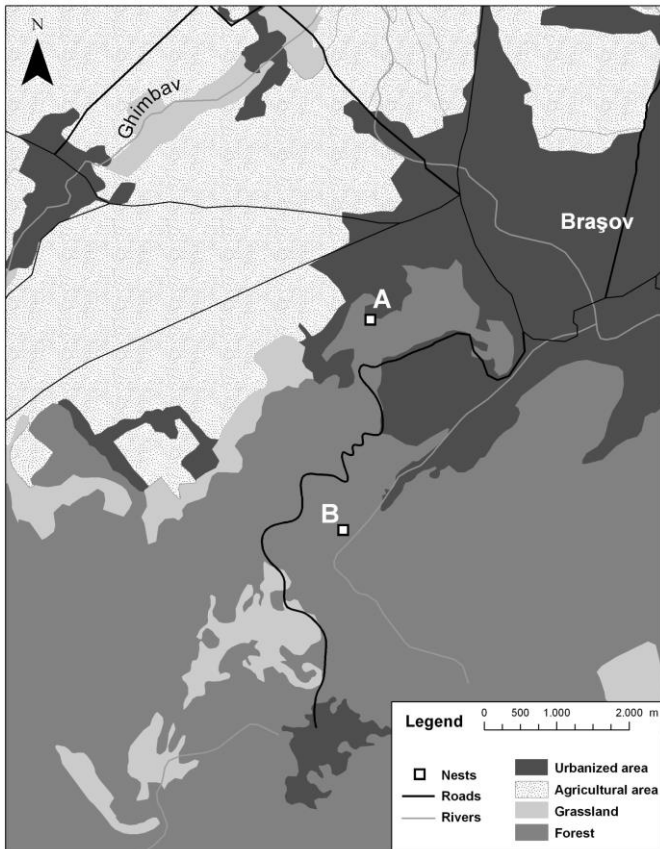 N
Ghimbav
Braşov
A
B
Legend
0 500 1.000 2.000 m
Nests
Roads
Rivers
Urbanized area
Agricultural area
Grassland
Forest